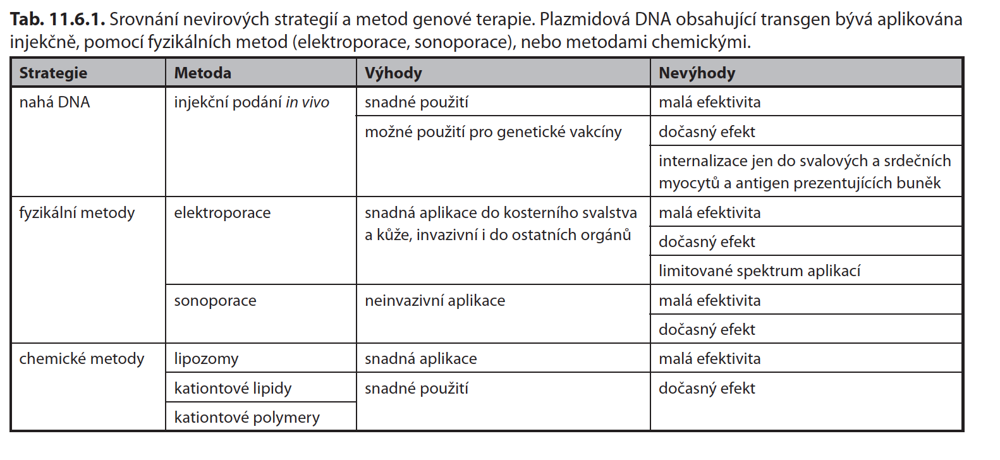 Tab. 11.6.1. Srovnání nevirových strategií a metod genové terapie. Plazmidová DNA obsahující transgen bývá aplikována
injekčně, pomocí fyzikálních metod (elektroporace, sonoporace), nebo metodami chemickými.
Strategie Metoda Výhody Nevýhody
nahá DNA injekční podání in vivo snadné použití malá efektivita
možné použití pro genetické vakcíny dočasný efekt
internalizace jen do svalových a srdečních
myocytů a antigen prezentujících buněk
fyzikální metody elektroporace snadná aplikace do kosterního svalstva malá efektivita
a kůže, invazivní i do ostatních orgánů dočasný efekt
limitované spektrum aplikací
sonoporace neinvazivní aplikace malá efektivita
dočasný efekt
chemické metody lipozomy snadná aplikace malá efektivita
kationtové lipidy snadné použití dočasný efekt
kationtové polymery